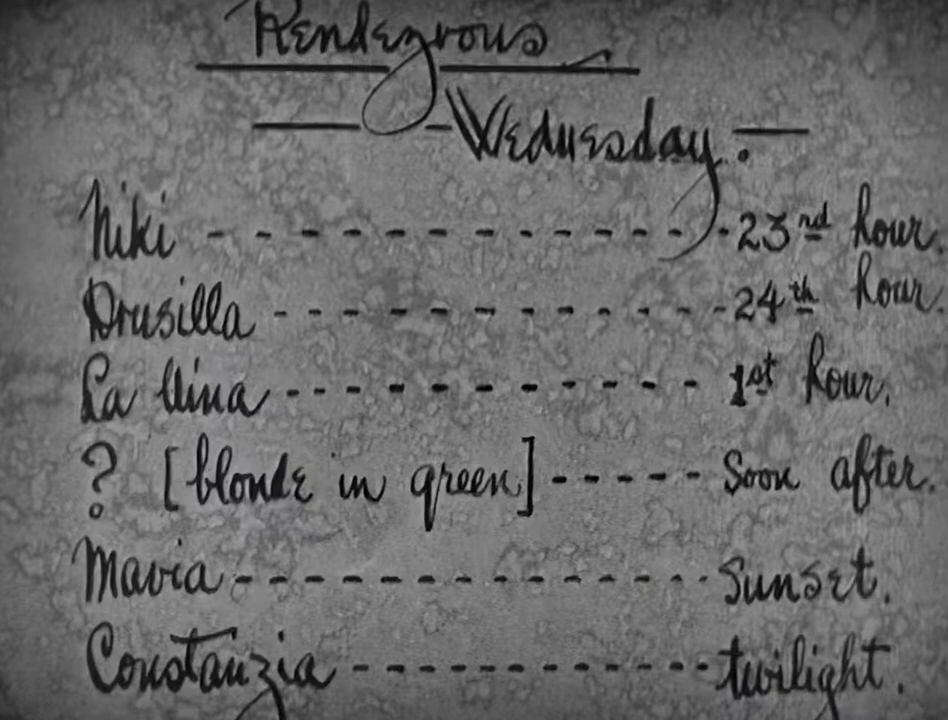 Rendezvous
- Wednesday. -
Niki - - - - - - - - - - - - - 23rd hour.
Drusilla - - - - - - - - - - - - 24th hour.
La Nina - - - - - - - - - - - 1st hour.
? [blonde in green] - - - - - Soon after.
Maria - - - - - - - - - - - - - - Sunset.
Constanzia - - - - - - - - - - - - twilight.